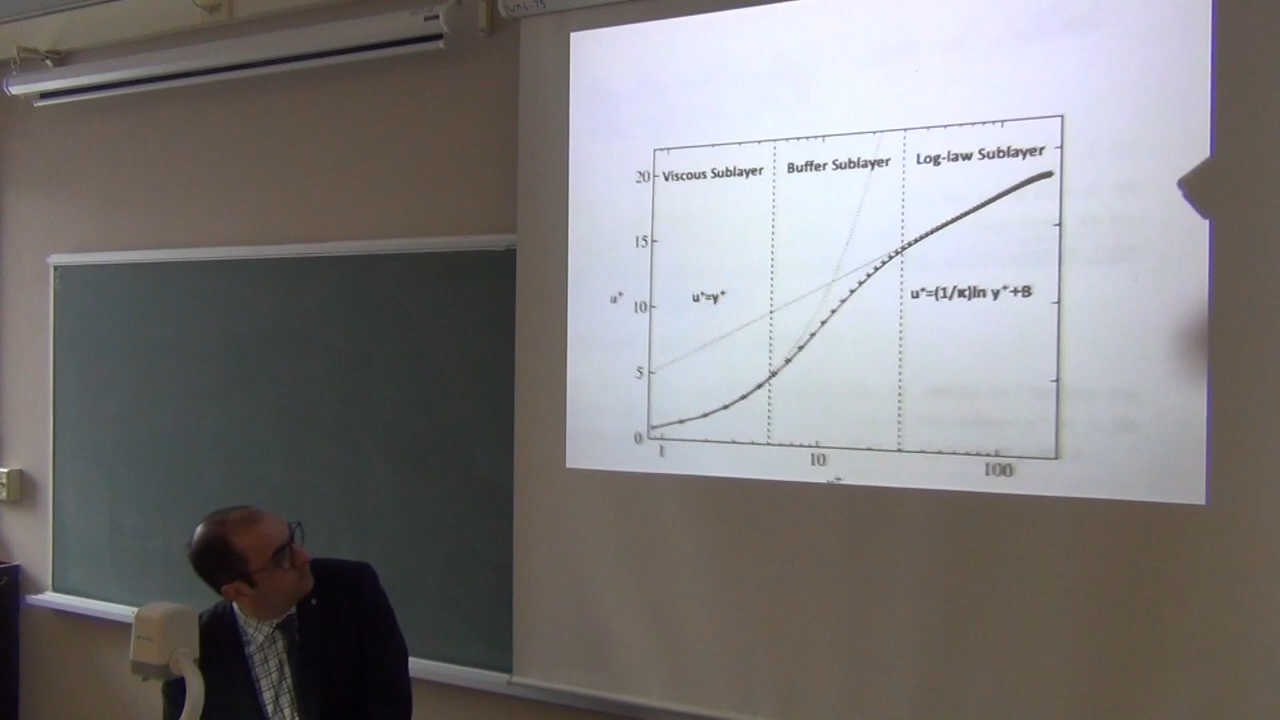 Viscous Sublayer
Buffer Sublayer
Log-law Sublayer
20
15
10
5
0
u⁺
u⁺=y⁺
u⁺=(1/κ)ln y⁺+B
1
10
100